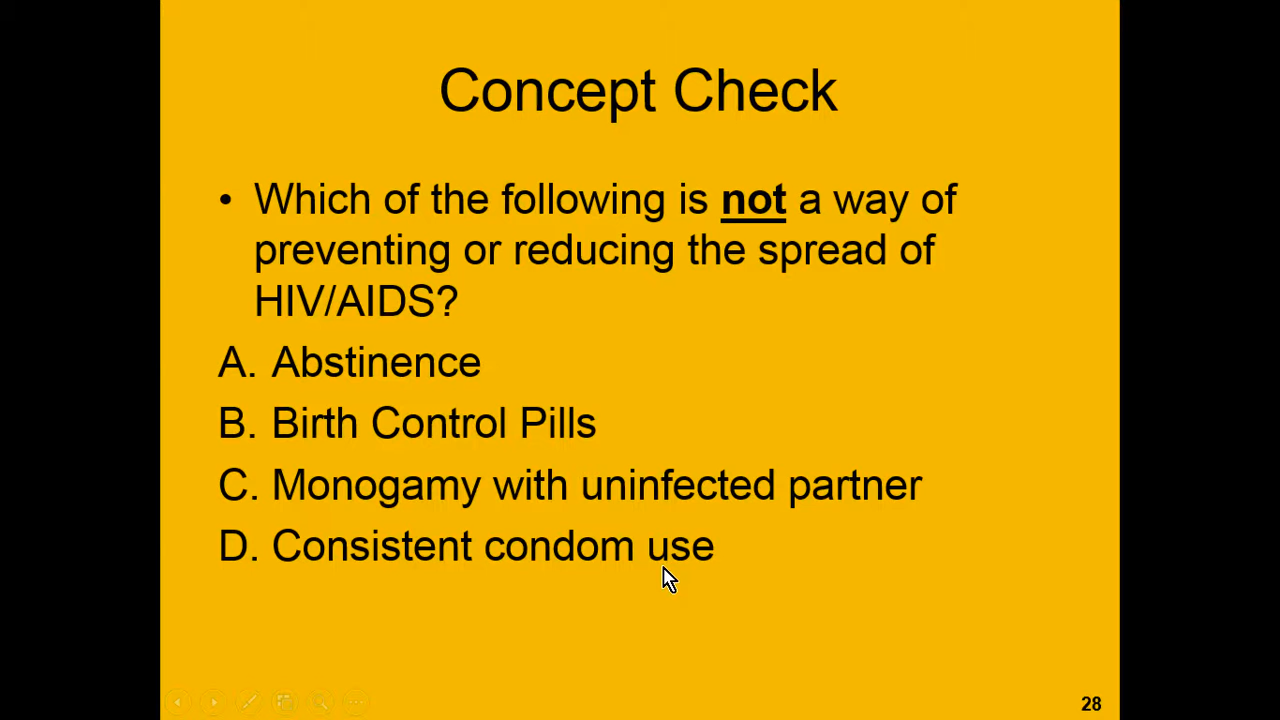 Concept Check
• Which of the following is not a way of
preventing or reducing the spread of
HIV/AIDS?
A. Abstinence
B. Birth Control Pills
C. Monogamy with uninfected partner
D. Consistent condom use
28